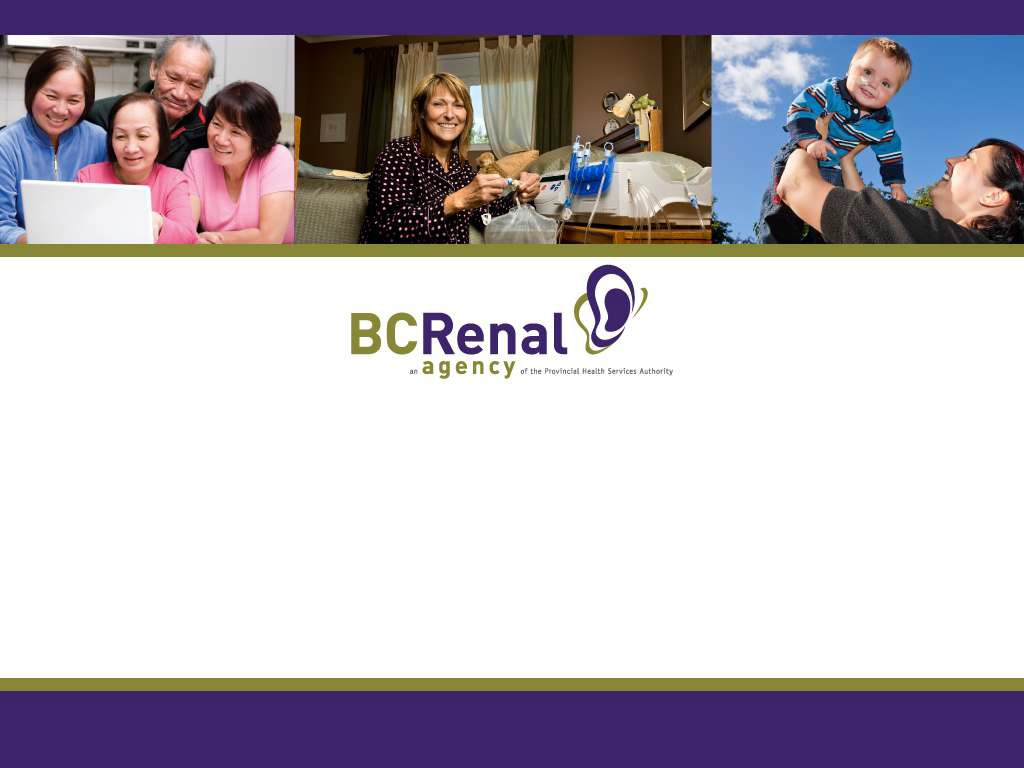 BCRenal
an agency of the Provincial Health Services Authority